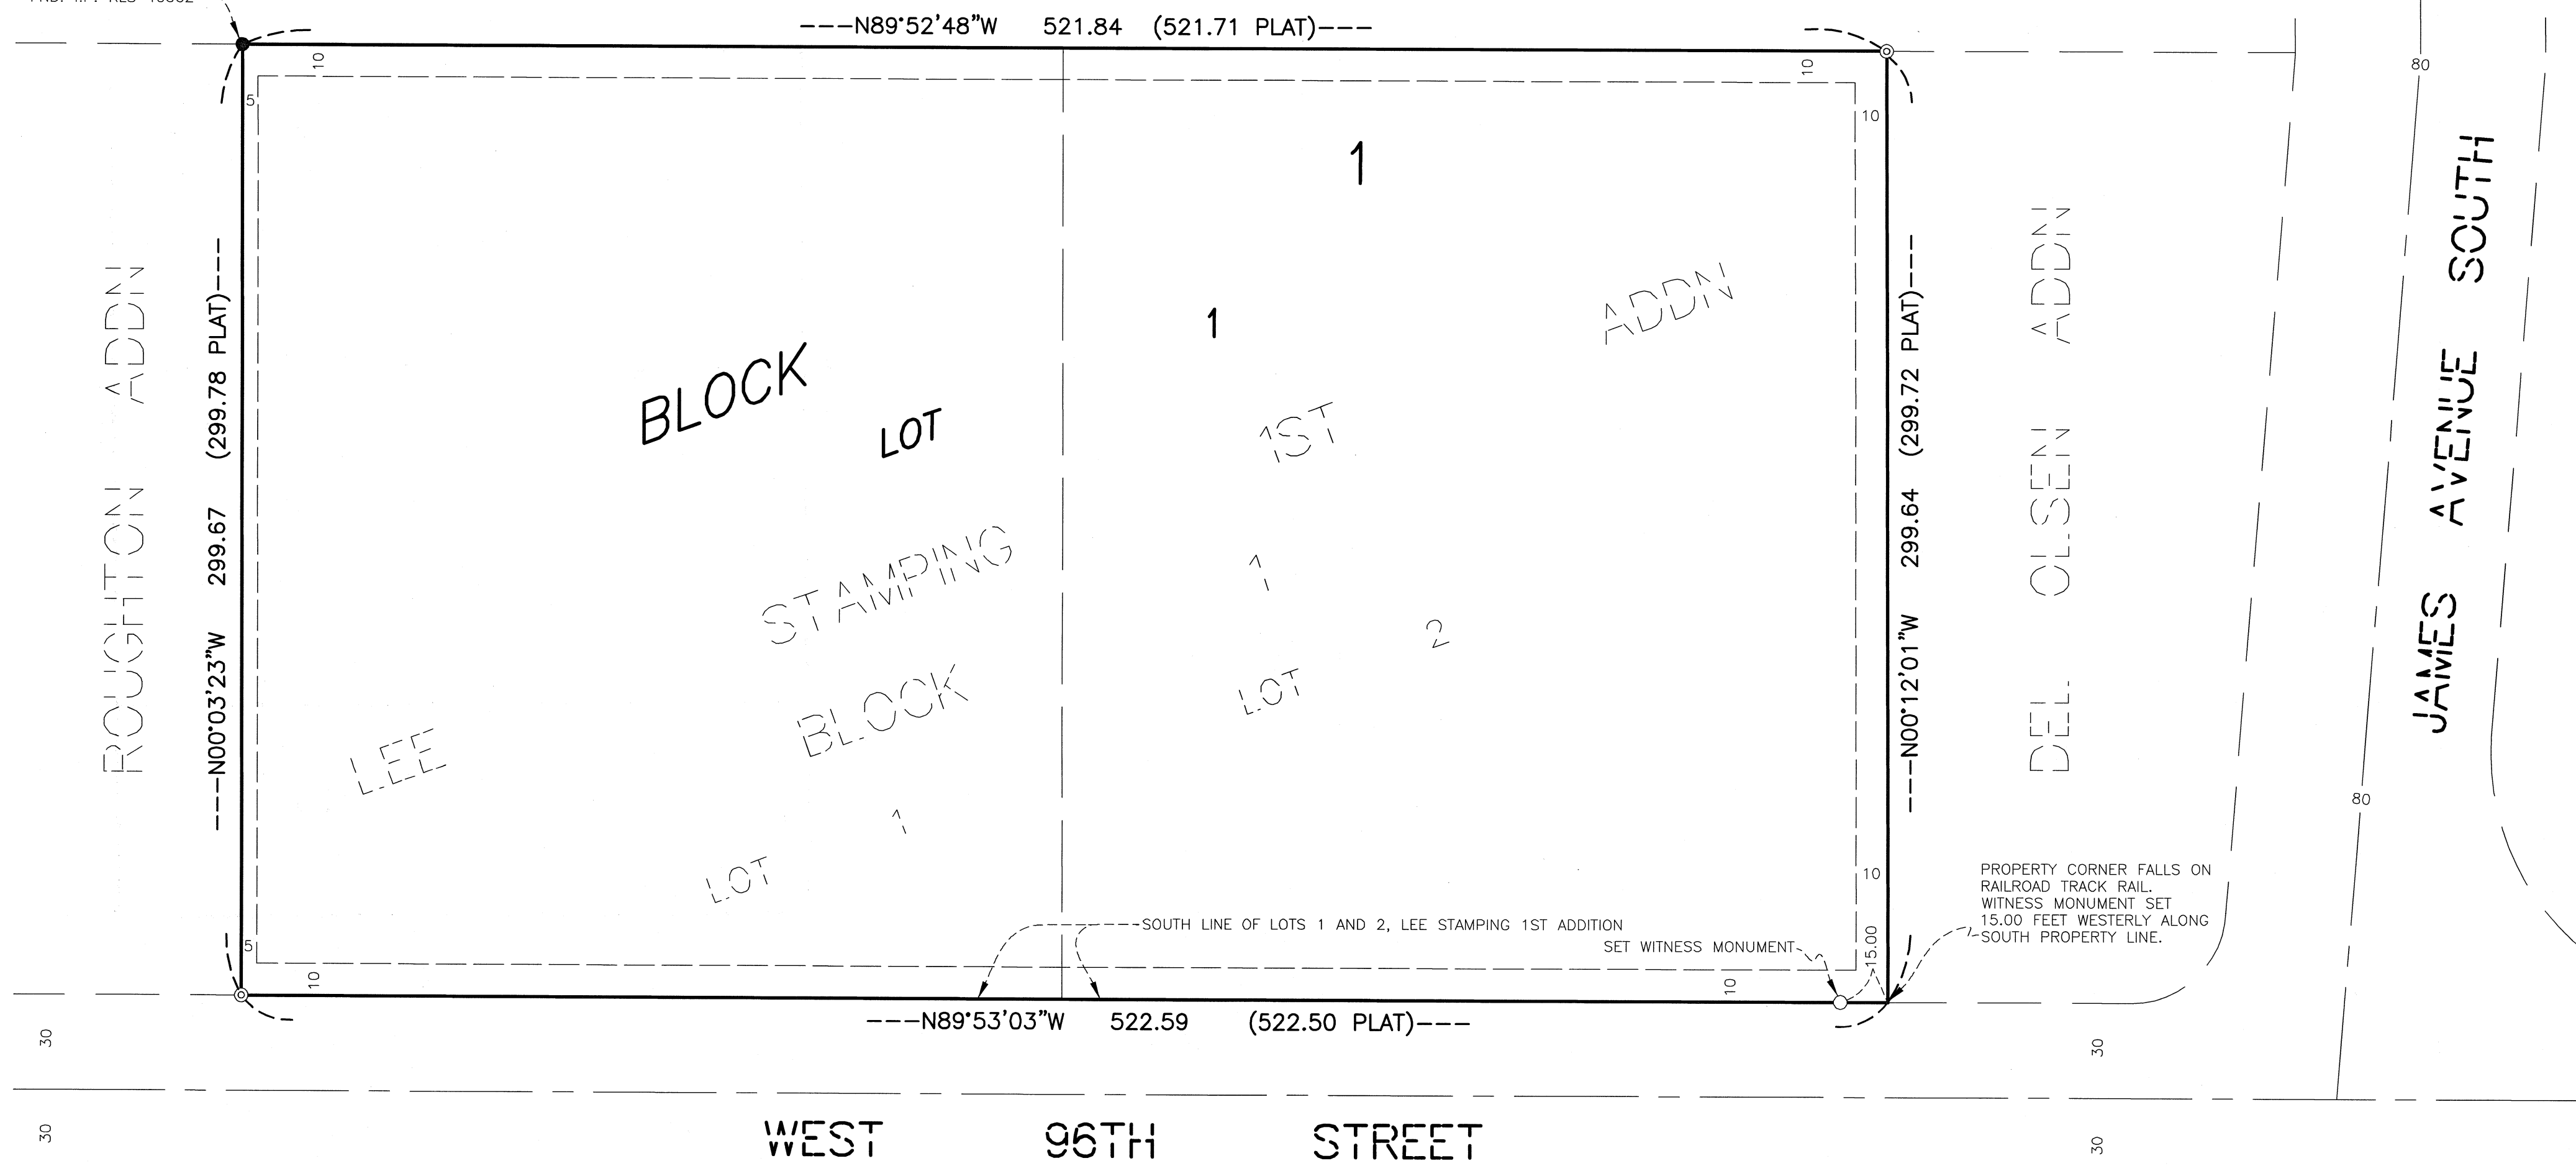 ---N89°52'48"W 521.84 (521.71 PLAT)---
10
10
80
5
10
1
1
ADDN
BLOCK
LOT
1ST
ROUGHTON ADDN
----N00°03'23"W 299.67 (299.78 PLAT)----
----N00°12'01"W 299.64 (299.72 PLAT)----
DEL. OLSEN ADDN
JAMES AVENUE SOUTH
STAMPING
1
2
BLOCK
LOT
LEE
1
LOT
80
10
PROPERTY CORNER FALLS ON
RAILROAD TRACK RAIL.
WITNESS MONUMENT SET
15.00 FEET WESTERLY ALONG
SOUTH PROPERTY LINE.
SOUTH LINE OF LOTS 1 AND 2, LEE STAMPING 1ST ADDITION
SET WITNESS MONUMENT
15.00
5
10
10
---N89°53'03"W 522.59 (522.50 PLAT)---
30
30
WEST 96TH STREET
30
30